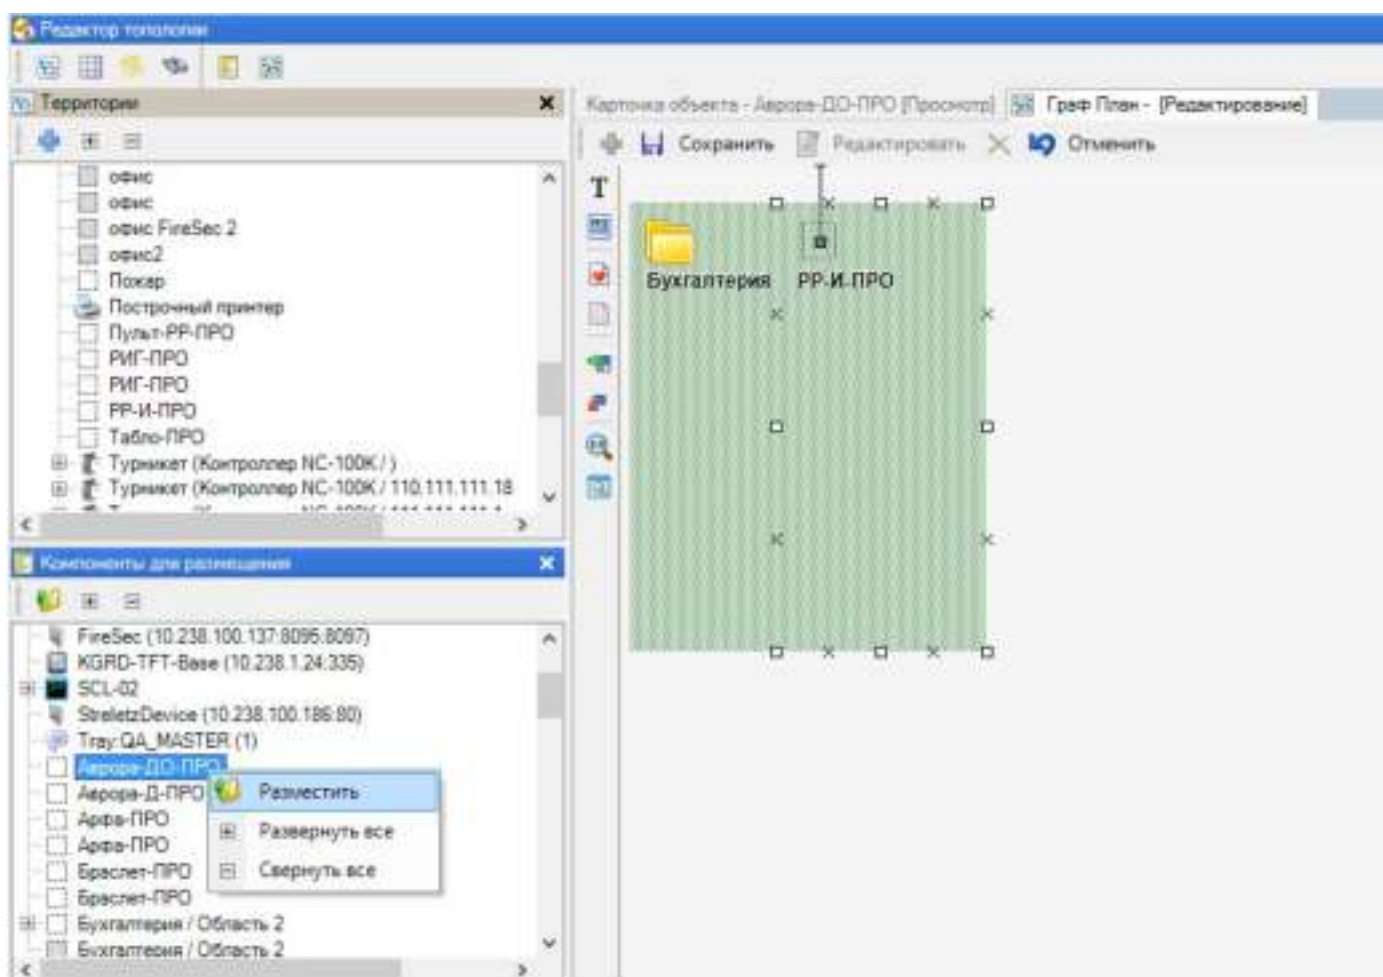 Редактор топологии
Территории
офис
офис
офис FireSec 2
офис2
Пожар
Построчный принтер
Пульт-РР-ПРО
РИГ-ПРО
РИГ-ПРО
РР-И-ПРО
Табло-ПРО
Турникет (Контроллер NC-100K / )
Турникет (Контроллер NC-100K / 110.111.111.18
Компоненты для размещения
FireSec (10.238.100.137:8095:8097)
KGRD-TFT-Base (10.238.1.24:335)
SCL-02
StreletzDevice (10.238.100.186:80)
Tray:QA_MASTER (1)
Аврора-ДО-ПРО
Аврора-Д-ПРО
Арфа-ПРО
Арфа-ПРО
Браслет-ПРО
Браслет-ПРО
Бухгалтерия / Область 2
Бухгалтерия / Область 2
Разместить
Развернуть все
Свернуть все
Карточка объекта - Аврора-ДО-ПРО [Просмотр]
Граф План - [Редактирование]
Сохранить
Редактировать
Отменить
T
Бухгалтерия
РР-И-ПРО